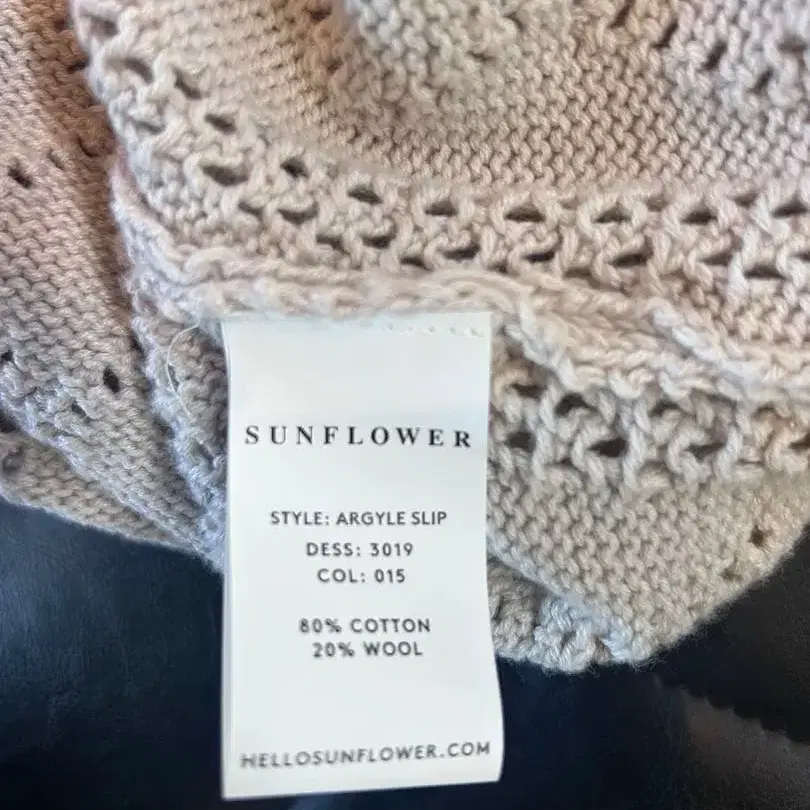 SUNFLOWER
STYLE: ARGYLE SLIP
DESS: 3019
COL: 015
80% COTTON
20% WOOL
HELLOSUNFLOWER.COM